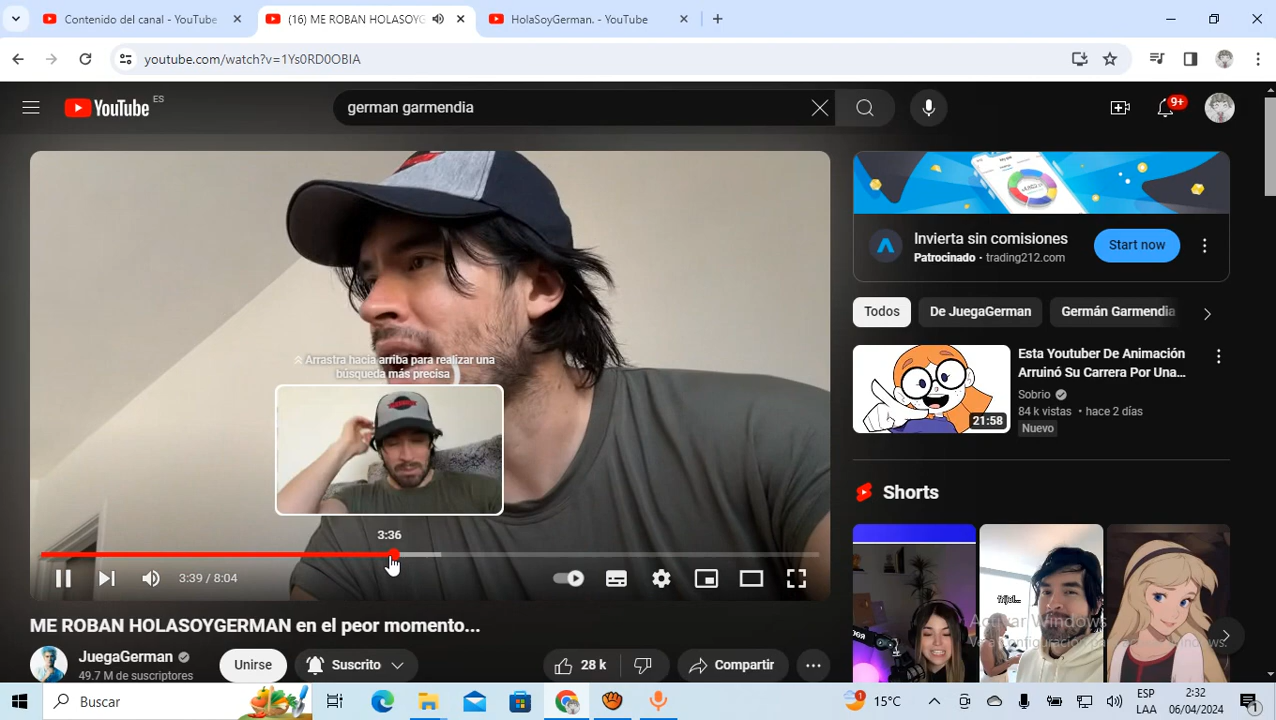 Contenido del canal - YouTube
(16) ME ROBAN HOLASOYG
HolaSoyGerman. - YouTube
youtube.com/watch?v=1Ys0RD0OBIA
YouTube ES
german garmendia
9+
Invierta sin comisiones
Patrocinado · trading212.com
Start now
Todos
De JuegaGerman
Germán Garmendia
Arrastra hacia arriba para realizar una
búsqueda más precisa
Esta Youtuber De Animación
Arruinó Su Carrera Por Una...
Sobrio
84 k vistas · hace 2 días
Nuevo
21:58
Shorts
3:36
3:39 / 8:04
ME ROBAN HOLASOYGERMAN en el peor momento...
JuegaGerman
49.7 M de suscriptores
Unirse
Suscrito
28 k
Compartir
Activar Windows
Buscar
15°C
ESP
LAA
2:32
06/04/2024
1